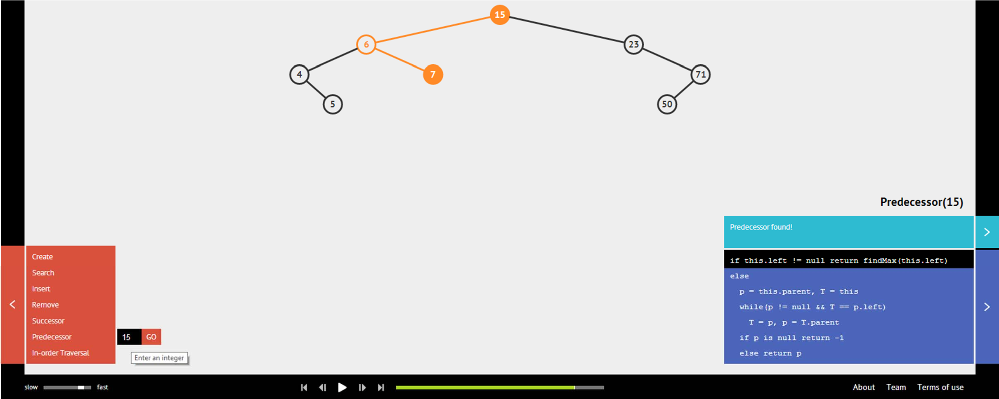 15
6
23
4
7
71
5
50
Predecessor(15)
Predecessor found!
if this.left != null return findMax(this.left)
else
p = this.parent, T = this
while(p != null && T == p.left)
T = p, p = T.parent
if p is null return -1
else return p
Create
Search
Insert
Remove
Successor
Predecessor 15 GO
In-order Traversal
Enter an integer
slow fast
About Team Terms of use